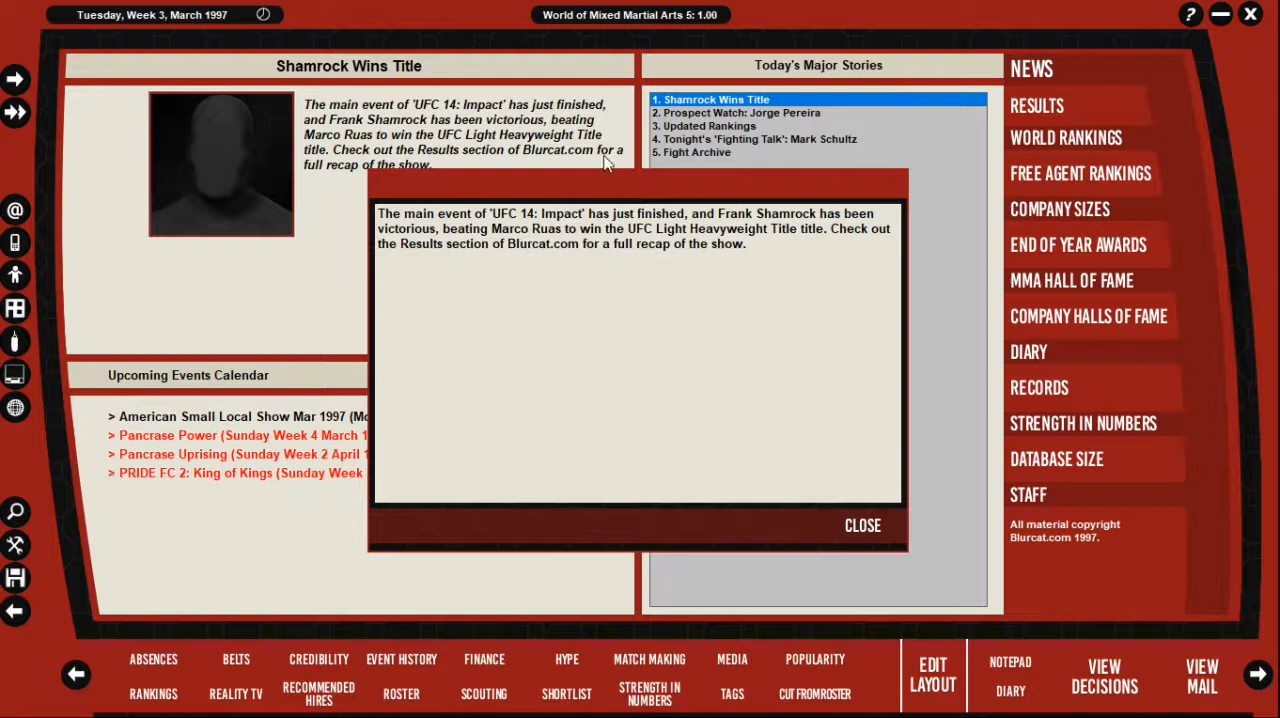 Tuesday, Week 3, March 1997
World of Mixed Martial Arts 5: 1.00
?
X
Shamrock Wins Title
The main event of 'UFC 14: Impact' has just finished,
and Frank Shamrock has been victorious, beating
Marco Ruas to win the UFC Light Heavyweight Title
title. Check out the Results section of Blurcat.com for a
full recap of the show.
Today's Major Stories
1. Shamrock Wins Title
2. Prospect Watch: Jorge Pereira
3. Updated Rankings
4. Tonight's 'Fighting Talk': Mark Schultz
5. Fight Archive
The main event of 'UFC 14: Impact' has just finished, and Frank Shamrock has been
victorious, beating Marco Ruas to win the UFC Light Heavyweight Title title. Check out
the Results section of Blurcat.com for a full recap of the show.
CLOSE
Upcoming Events Calendar
> American Small Local Show Mar 1997 (Mo
> Pancrase Power (Sunday Week 4 March 1
> Pancrase Uprising (Sunday Week 2 April 1
> PRIDE FC 2: King of Kings (Sunday Week
NEWS
RESULTS
WORLD RANKINGS
FREE AGENT RANKINGS
COMPANY SIZES
END OF YEAR AWARDS
MMA HALL OF FAME
COMPANY HALLS OF FAME
DIARY
RECORDS
STRENGTH IN NUMBERS
DATABASE SIZE
STAFF
All material copyright
Blurcat.com 1997.
@
ABSENCES
BELTS
CREDIBILITY
EVENT HISTORY
FINANCE
HYPE
MATCH MAKING
MEDIA
POPULARITY
RANKINGS
REALITY TV
RECOMMENDED
HIRES
ROSTER
SCOUTING
SHORTLIST
STRENGTH IN
NUMBERS
TAGS
CUT FROM ROSTER
EDIT
LAYOUT
NOTEPAD
DIARY
VIEW
DECISIONS
VIEW
MAIL